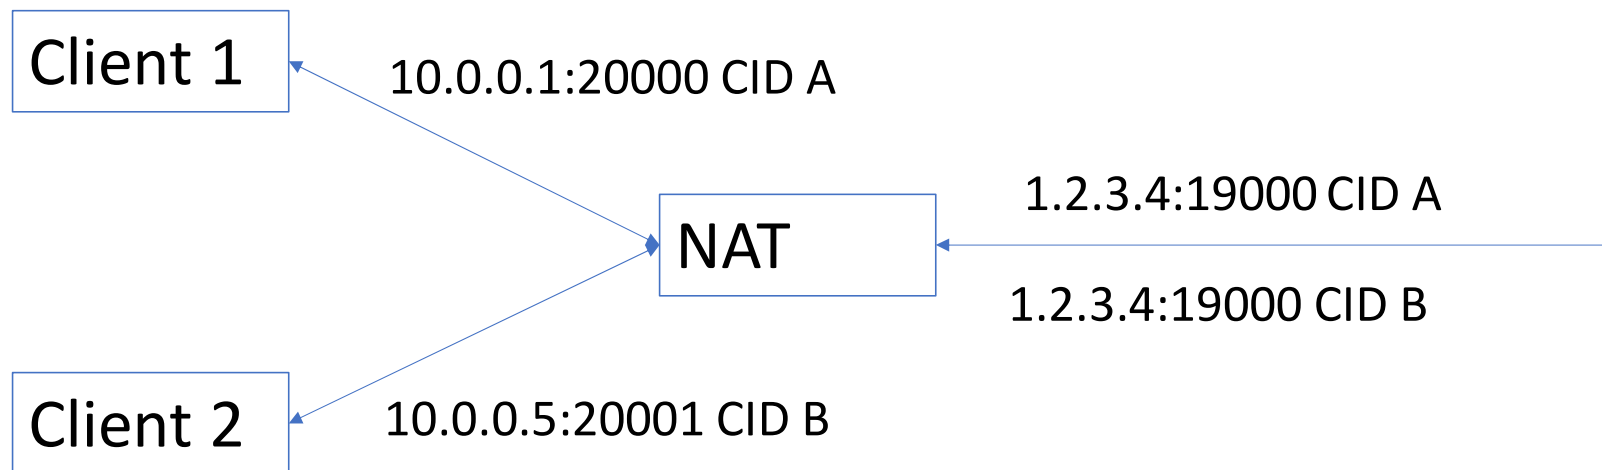 Client 1
10.0.0.1:20000 CID A
1.2.3.4:19000 CID A
NAT
1.2.3.4:19000 CID B
Client 2
10.0.0.5:20001 CID B